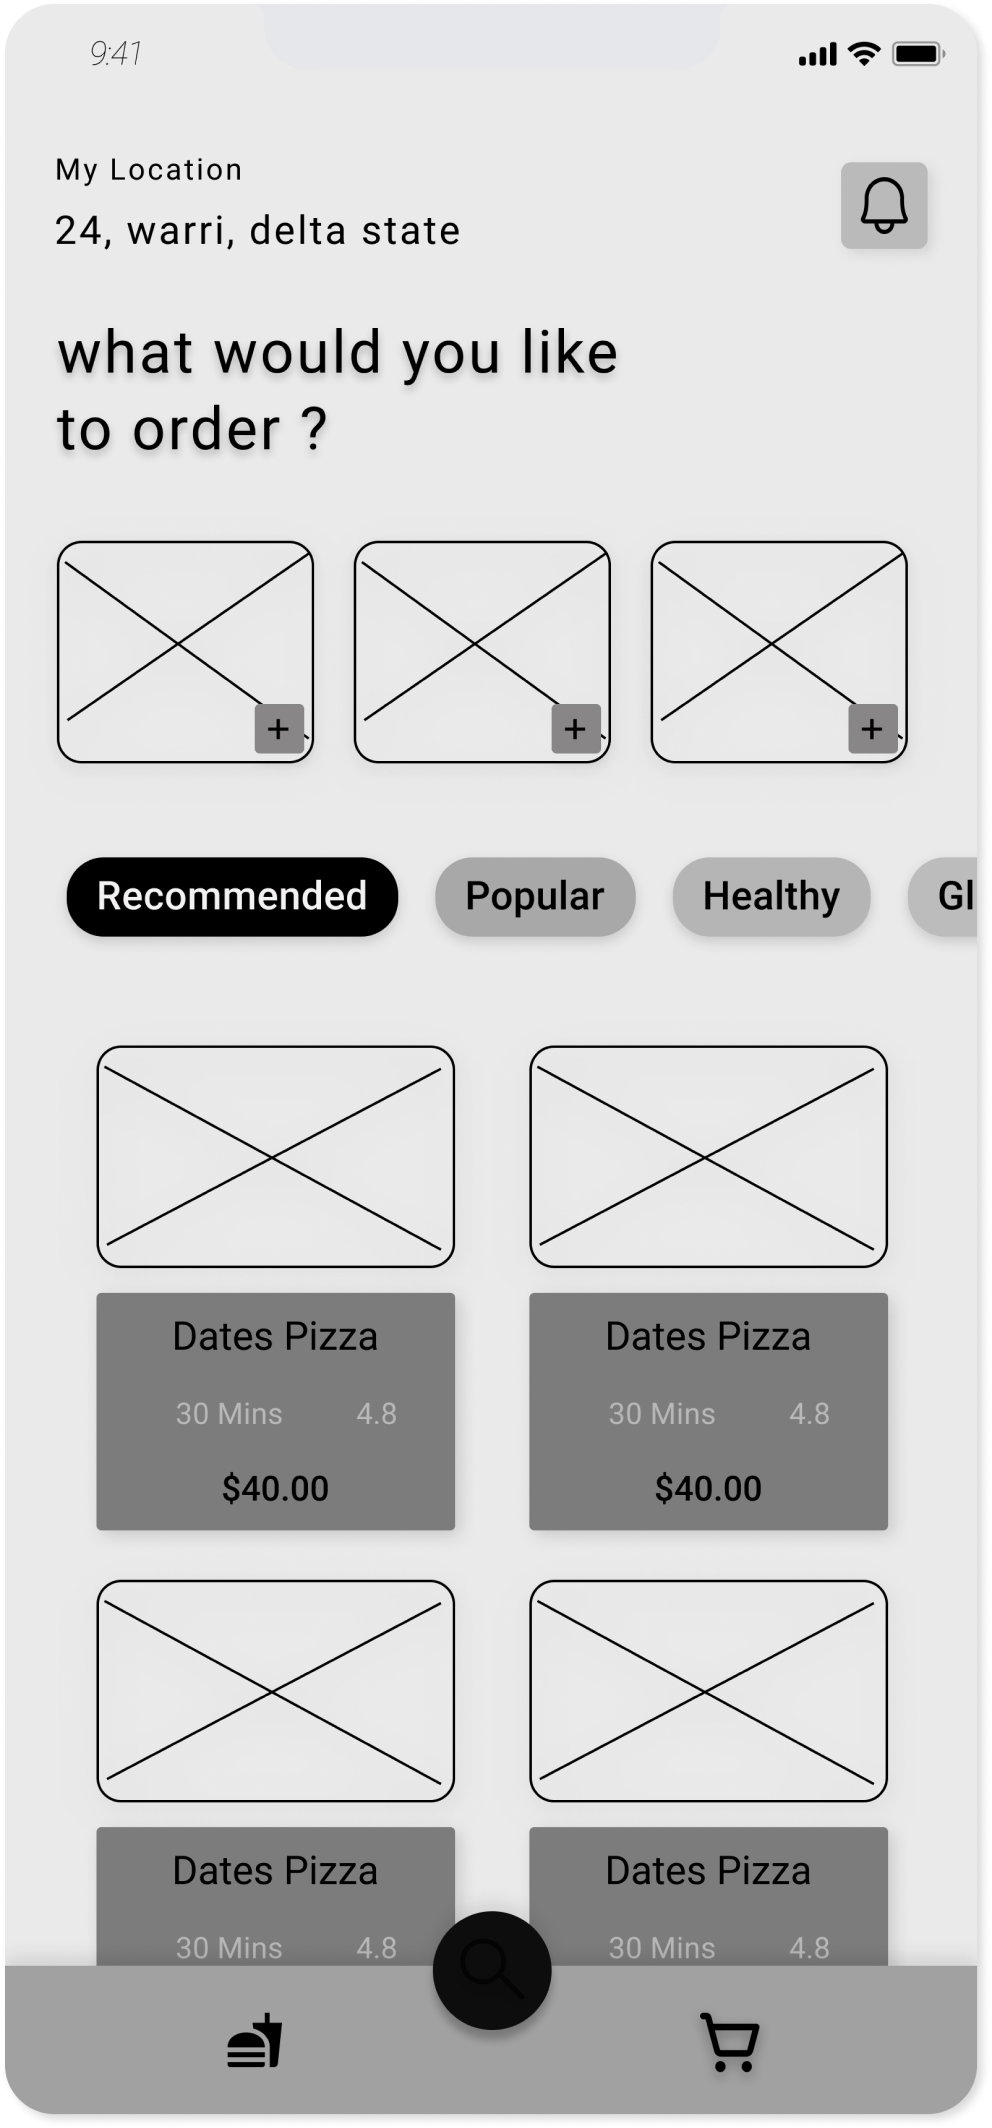 9:41
My Location
24, warri, delta state
what would you like
to order ?
+ + +
Recommended Popular Healthy Gl
Dates Pizza Dates Pizza
30 Mins 4.8 30 Mins 4.8
$40.00 $40.00
Dates Pizza Dates Pizza
30 Mins 4.8 30 Mins 4.8